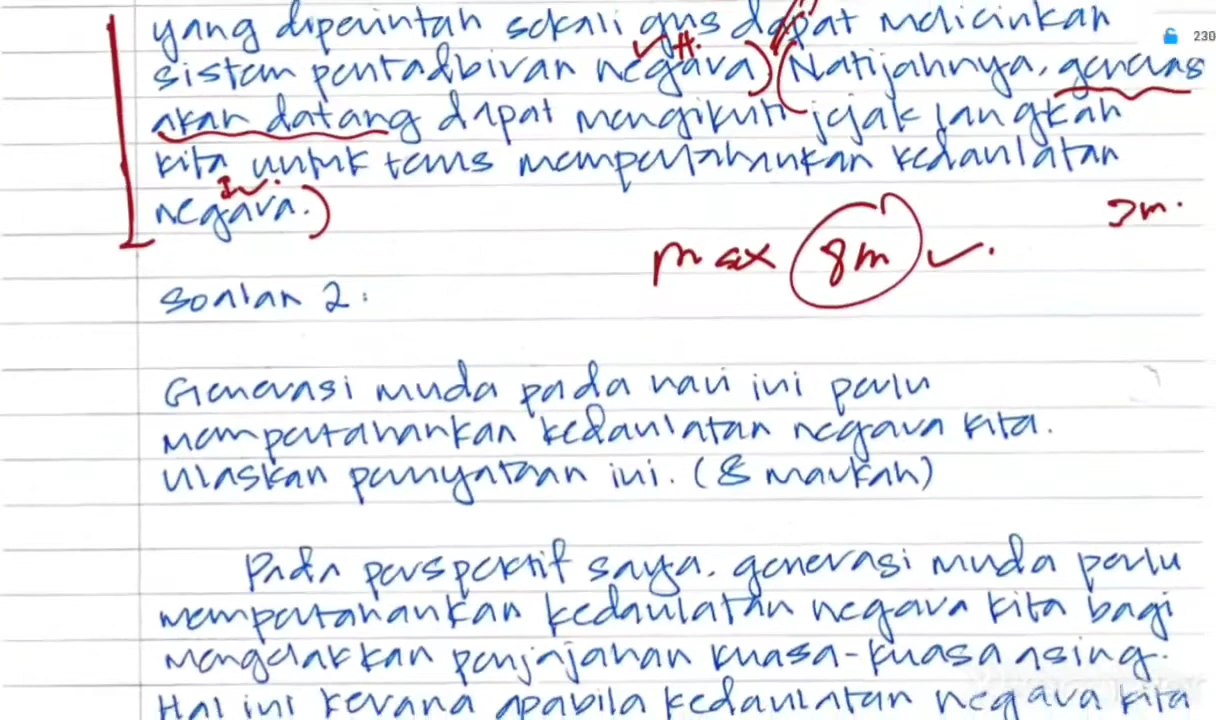 yang diperintah sekali gus dapat melicinkan
230
H.
sistem pentadbiran negara) (Natijahnya, generasi
akan datang dapat mengikuti jejak langkah
kita untuk terus mempertahankan kedaulatan
negara.)
3m.
max 8m
Soalan 2:
Generasi muda pada hari ini perlu
mempertahankan kedaulatan negara kita.
Ulaskan pernyataan ini. (8 markah)
Pada perspektif saya, generasi muda perlu
mempertahankan kedaulatan negara kita bagi
mengelakkan penjajahan kuasa-kuasa asing.
Hal ini kerana apabila kedaulatan negara kita